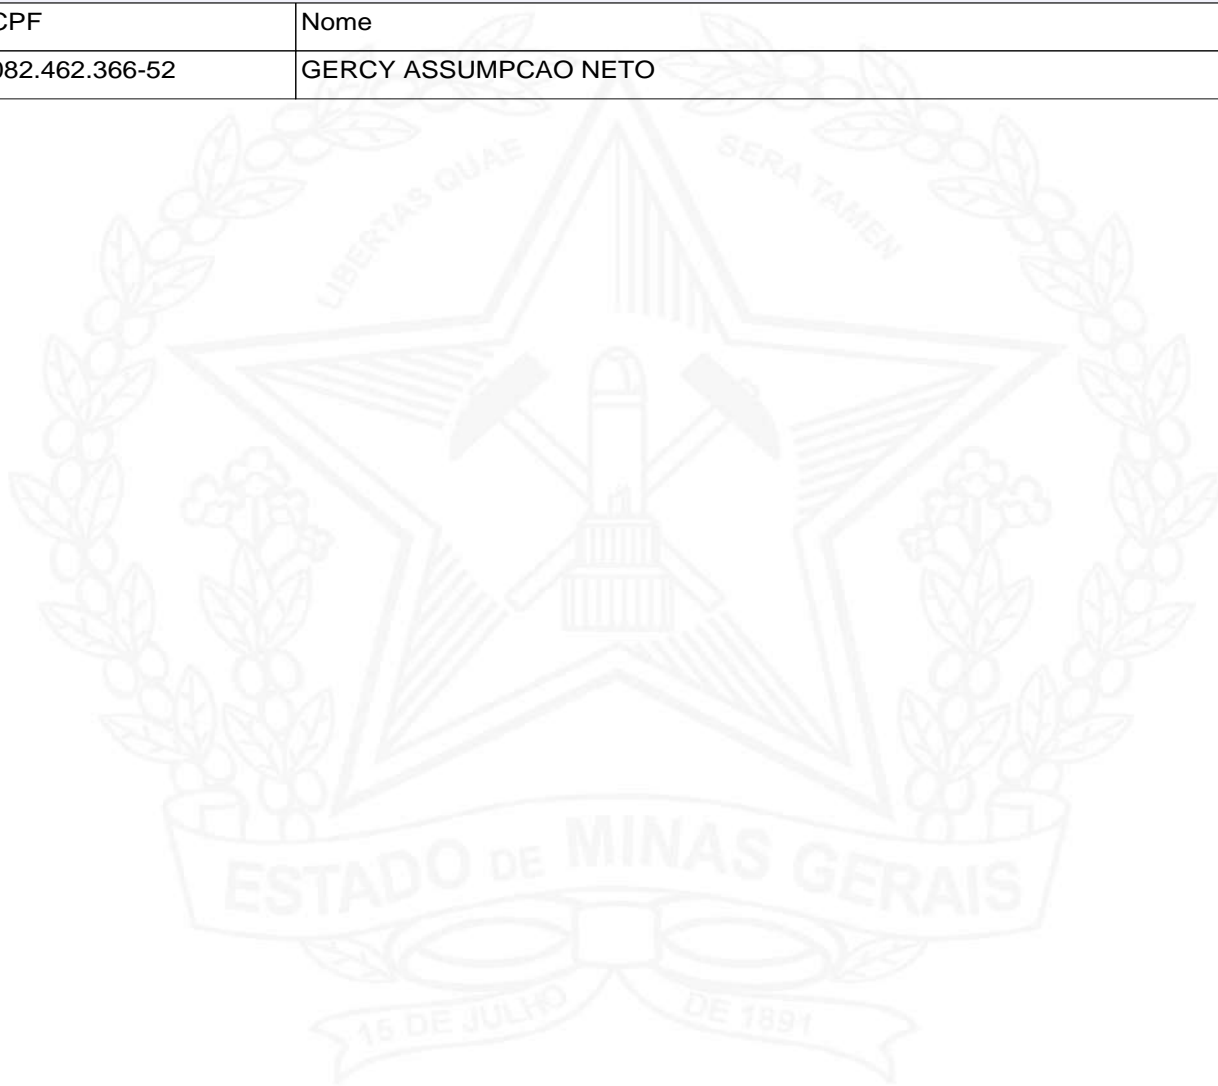 CPF Nome
082.462.366-52 GERCY ASSUMPCAO NETO
LIBERTAS QUAE SERA TAMEN
ESTADO DE MINAS GERAIS
15 DE JULHO DE 1891